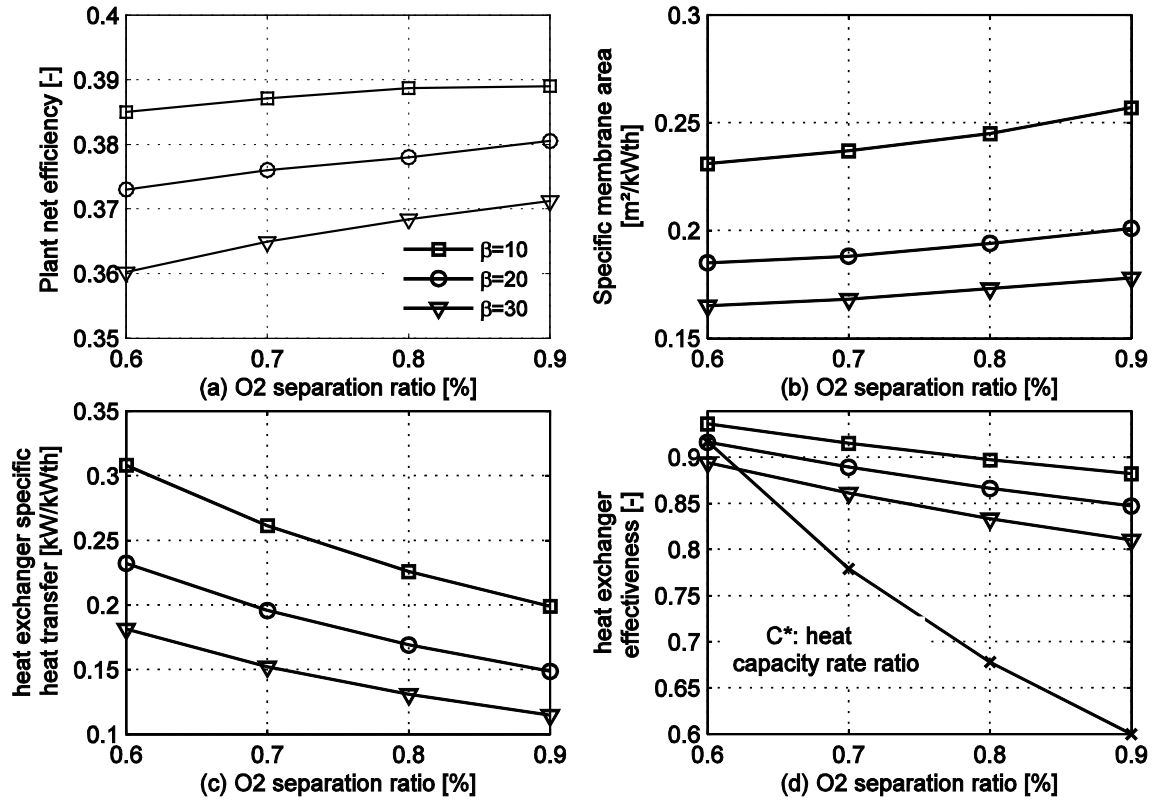 Plant net efficiency [-]
0.4
0.39
0.38
0.37
0.36
0.35
0.6
0.7
0.8
0.9
β=10
β=20
β=30
(a) O2 separation ratio [%]
Specific membrane area
[m²/kWth]
0.3
0.25
0.2
0.15
0.6
0.7
0.8
0.9
(b) O2 separation ratio [%]
heat exchanger specific
heat transfer [kW/kWth]
0.35
0.3
0.25
0.2
0.15
0.1
0.6
0.7
0.8
0.9
(c) O2 separation ratio [%]
heat exchanger
effectiveness [-]
0.9
0.85
0.8
0.75
0.7
0.65
0.6
C*: heat
capacity rate ratio
0.6
0.7
0.8
0.9
(d) O2 separation ratio [%]